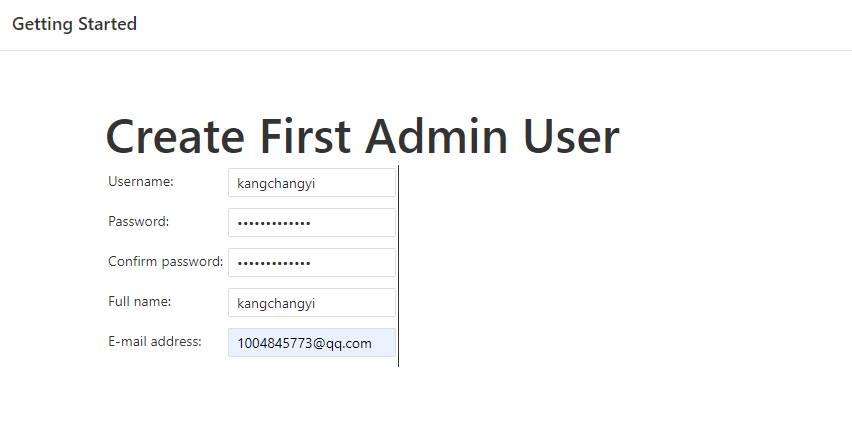 Getting Started
Create First Admin User
Username: kangchangyi
Password: •••••••••••••
Confirm password: •••••••••••••
Full name: kangchangyi
E-mail address: 1004845773@qq.com